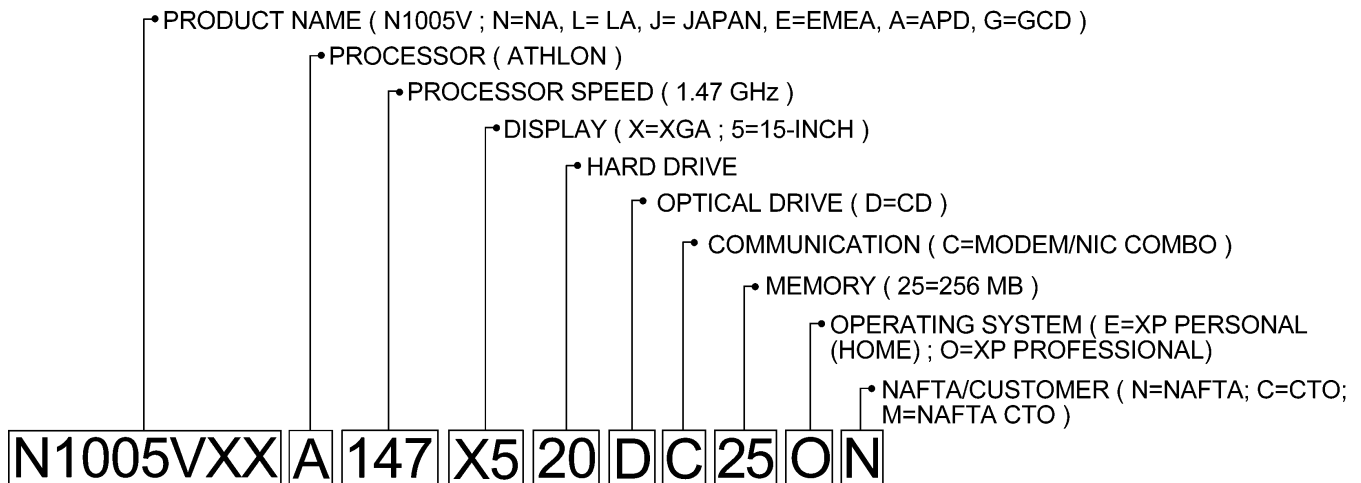 PRODUCT NAME ( N1005V ; N=NA, L= LA, J= JAPAN, E=EMEA, A=APD, G=GCD )
PROCESSOR ( ATHLON )
PROCESSOR SPEED ( 1.47 GHz )
DISPLAY ( X=XGA ; 5=15-INCH )
HARD DRIVE
OPTICAL DRIVE ( D=CD )
COMMUNICATION ( C=MODEM/NIC COMBO )
MEMORY ( 25=256 MB )
OPERATING SYSTEM ( E=XP PERSONAL
(HOME) ; O=XP PROFESSIONAL)
NAFTA/CUSTOMER ( N=NAFTA; C=CTO;
M=NAFTA CTO )
N1005VXX A 147 X5 20 D C 25 O N